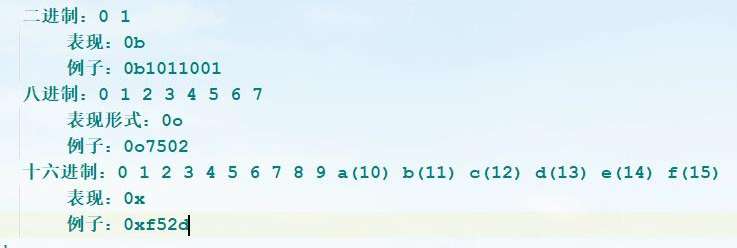 二进制：0 1
表现：0b
例子：0b1011001
八进制：0 1 2 3 4 5 6 7
表现形式：0o
例子：0o7502
十六进制：0 1 2 3 4 5 6 7 8 9 a(10) b(11) c(12) d(13) e(14) f(15)
表现：0x
例子：0xf52d